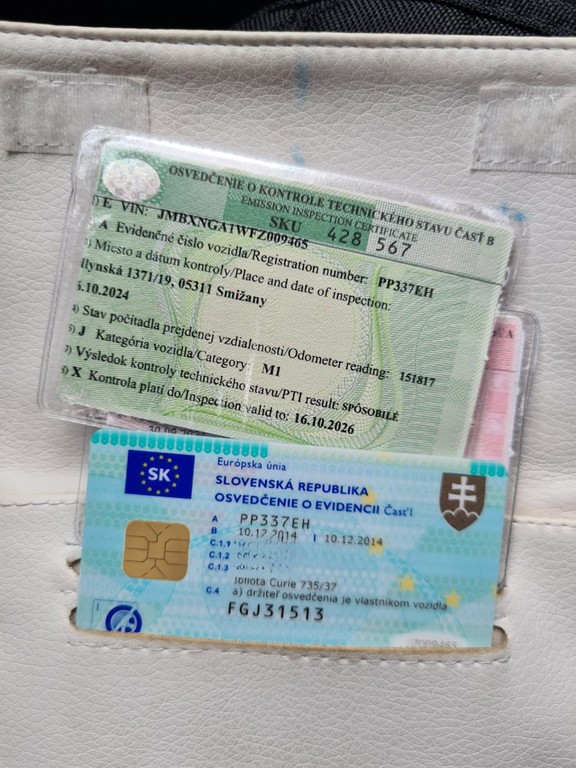 OSVEDČENIE O KONTROLE TECHNICKÉHO STAVU ČASŤ B
EMISSION INSPECTION CERTIFICATE
SKU 428 567
E VIN: JMBXNGA1WFZ009465
A Evidenčné číslo vozidla/Registration number: PP337EH
Miesto a dátum kontroly/Place and date of inspection:
1371/19, 05311 Smižany
.10.2024
Stav počítadla prejdenej vzdialenosti/Odometer reading: 151817
J Kategória vozidla/Category: M1
Výsledok kontroly technického stavu/PTI result: SPÔSOBILÉ
X Kontrola platí do/Inspection valid to: 16.10.2026
SK
Európska únia
SLOVENSKÁ REPUBLIKA
OSVEDČENIE O EVIDENCII Časť I
A PP337EH
B 10.12.2014 I 10.12.2014
C.1.1
C.1.2
C.1.3
Curie 735/37
C.4 a) držiteľ osvedčenia je vlastníkom vozidla
FGJ31513